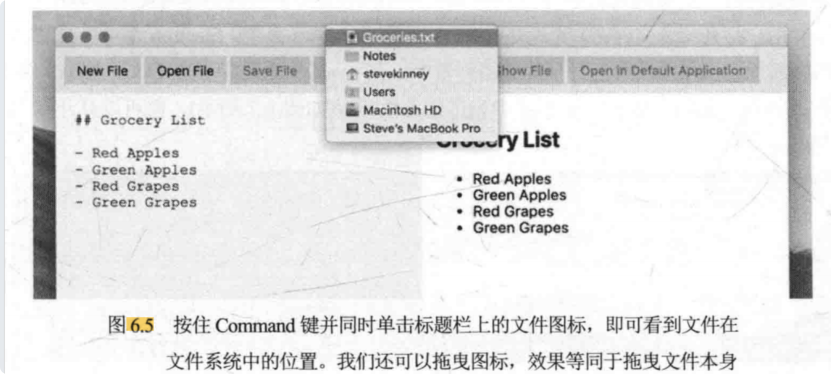 Groceries.txt
Notes
stevekinney
Users
Macintosh HD
Steve's MacBook Pro
New File Open File Save File
Show File Open in Default Application
## Grocery List
- Red Apples
- Green Apples
- Red Grapes
- Green Grapes
List
• Red Apples
• Green Apples
• Red Grapes
• Green Grapes
图 6.5 按住 Command 键并同时单击标题栏上的文件图标，即可看到文件在
文件系统中的位置。我们还可以拖曳图标，效果等同于拖曳文件本身